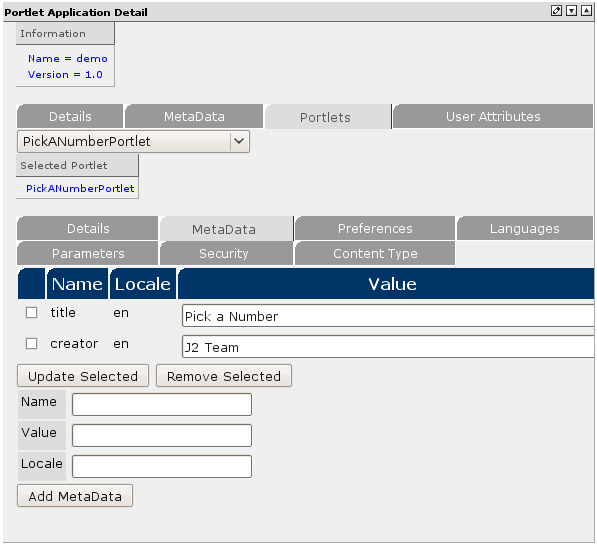 Portlet Application Detail
Information
Name = demo
Version = 1.0
Details MetaData Portlets User Attributes
PickANumberPortlet
Selected Portlet
PickANumberPortlet
Details MetaData Preferences Languages
Parameters Security Content Type
Name Locale Value
title en Pick a Number
creator en J2 Team
Update Selected Remove Selected
Name
Value
Locale
Add MetaData